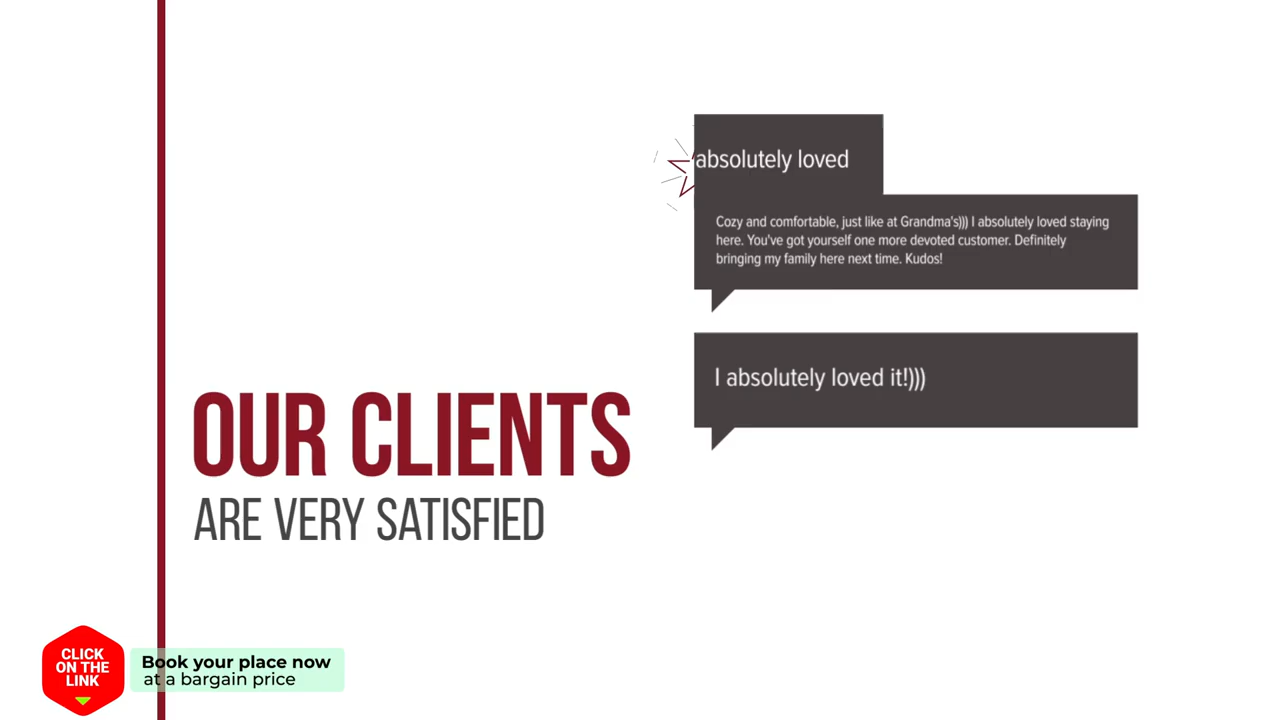 absolutely loved
Cozy and comfortable, just like at Grandma's))) I absolutely loved staying
here. You've got yourself one more devoted customer. Definitely
bringing my family here next time. Kudos!
I absolutely loved it!)))
OUR CLIENTS
ARE VERY SATISFIED
CLICK
ON THE
LINK
Book your place now
at a bargain price